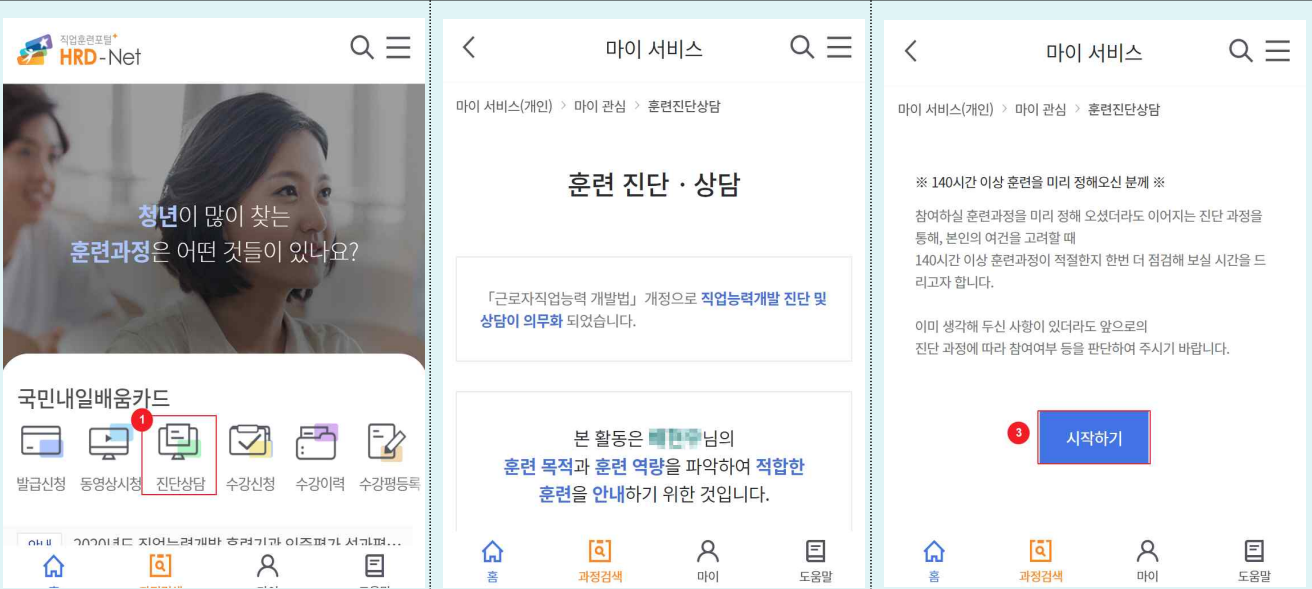 직업훈련포털
HRD-Net
청년이 많이 찾는
훈련과정은 어떤 것들이 있나요?
국민내일배움카드
1
발급신청 동영상시청 진단상담 수강신청 수강이력 수강평등록
안내 2020년도 직업능력개발 훈련기관 인증평가 성과평…
마이 서비스
마이 서비스(개인) > 마이 관심 > 훈련진단상담
훈련 진단 · 상담
「근로자직업능력 개발법」개정으로 직업능력개발 진단 및
상담이 의무화 되었습니다.
본 활동은 님의
훈련 목적과 훈련 역량을 파악하여 적합한
훈련을 안내하기 위한 것입니다.
홈 과정검색 마이 도움말
마이 서비스
마이 서비스(개인) > 마이 관심 > 훈련진단상담
※ 140시간 이상 훈련을 미리 정해오신 분께 ※
참여하실 훈련과정을 미리 정해 오셨더라도 이어지는 진단 과정을
통해, 본인의 여건을 고려할 때
140시간 이상 훈련과정이 적절한지 한번 더 점검해 보실 시간을 드
리고자 합니다.
이미 생각해 두신 사항이 있더라도 앞으로의
진단 과정에 따라 참여여부 등을 판단하여 주시기 바랍니다.
3 시작하기
홈 과정검색 마이 도움말